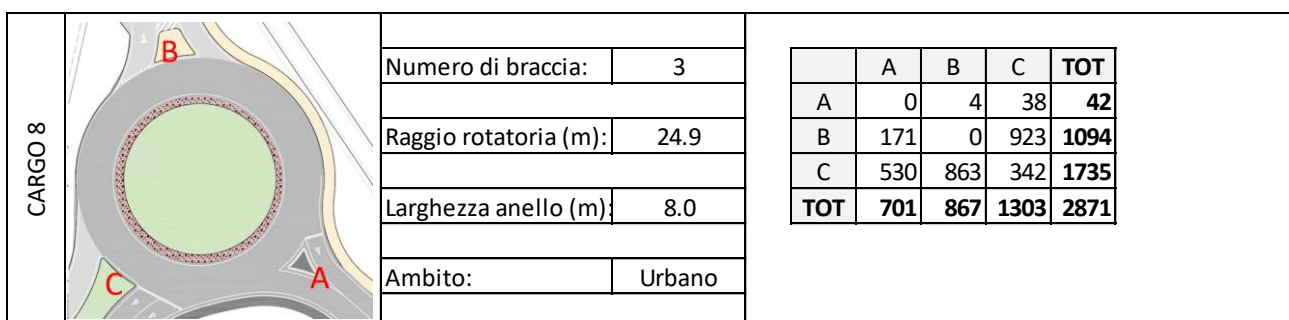 CARGO 8
B
C
A
Numero di braccia: 3
Raggio rotatoria (m): 24.9
Larghezza anello (m): 8.0
Ambito: Urbano
A B C TOT
A 0 4 38 42
B 171 0 923 1094
C 530 863 342 1735
TOT 701 867 1303 2871